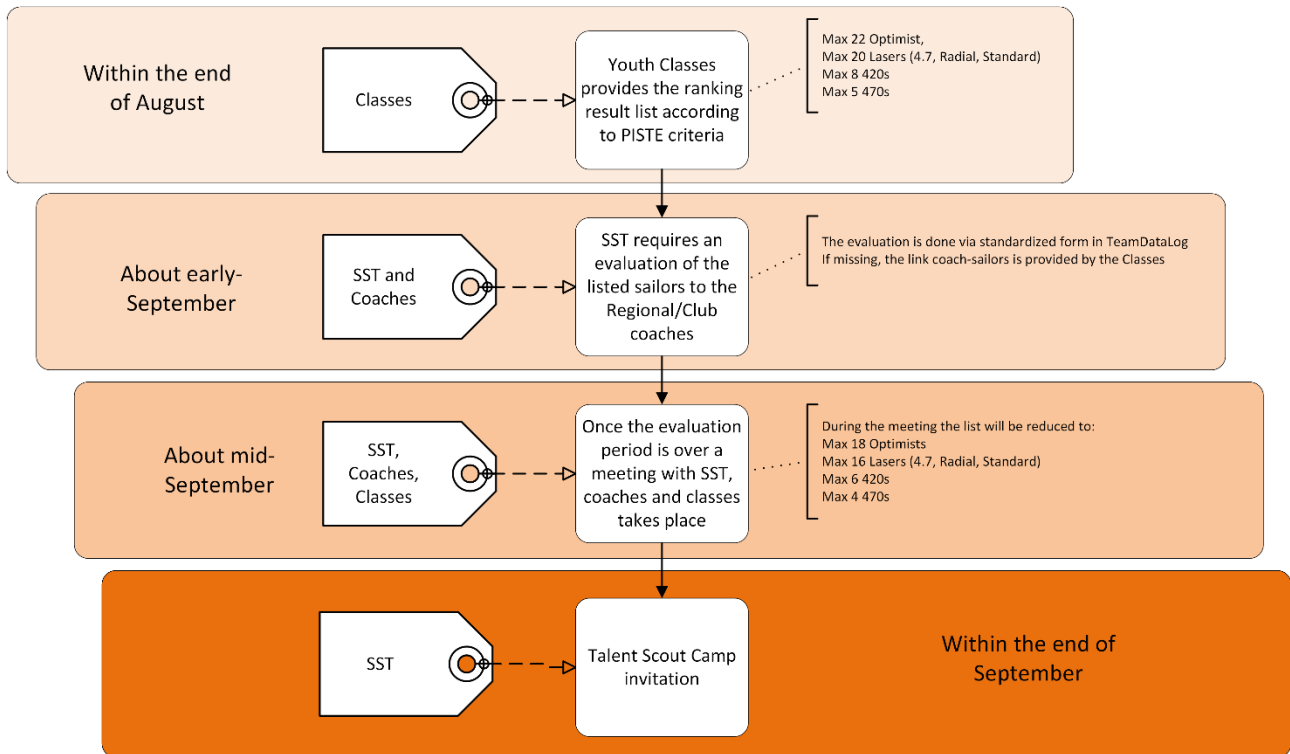 Within the end
of August
Classes
Youth Classes
provides the ranking
result list according
to PISTE criteria
Max 22 Optimist,
Max 20 Lasers (4.7, Radial, Standard)
Max 8 420s
Max 5 470s
About early-
September
SST and
Coaches
SST requires an
evaluation of the
listed sailors to the
Regional/Club
coaches
The evaluation is done via standardized form in TeamDataLog
If missing, the link coach-sailors is provided by the Classes
About mid-
September
SST,
Coaches,
Classes
Once the evaluation
period is over a
meeting with SST,
coaches and classes
takes place
During the meeting the list will be reduced to:
Max 18 Optimists
Max 16 Lasers (4.7, Radial, Standard)
Max 6 420s
Max 4 470s
SST
Talent Scout Camp
invitation
Within the end of
September